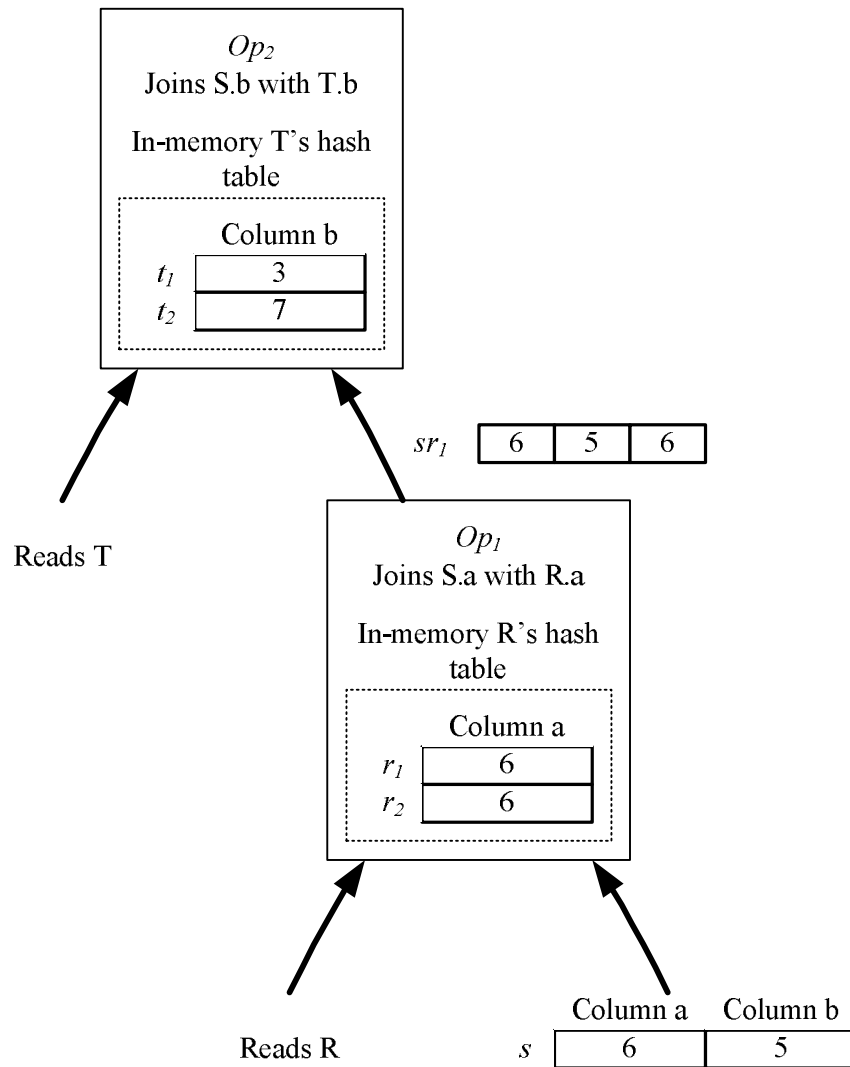 Op2
Joins S.b with T.b
In-memory T’s hash
table
Column b
t1 3
t2 7
sr1 6 5 6
Reads T
Op1
Joins S.a with R.a
In-memory R’s hash
table
Column a
r1 6
r2 6
Column a Column b
Reads R
s 6 5